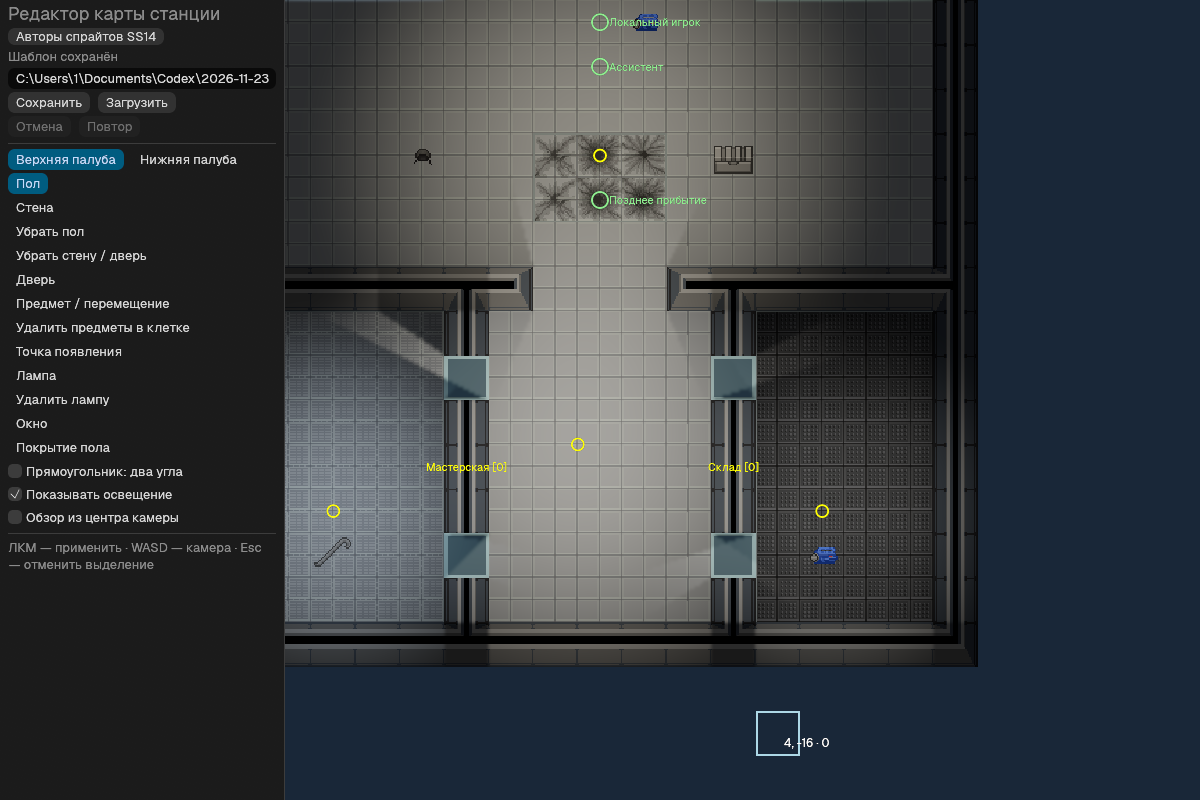 Редактор карты станции
Авторы спрайтов SS14
Шаблон сохранён
C:\Users\1\Documents\Codex\2026-11-23
Сохранить
Загрузить
Отмена
Повтор
Верхняя палуба
Нижняя палуба
Пол
Стена
Убрать пол
Убрать стену / дверь
Дверь
Предмет / перемещение
Удалить предметы в клетке
Точка появления
Лампа
Удалить лампу
Окно
Покрытие пола
Прямоугольник: два угла
Показывать освещение
Обзор из центра камеры
ЛКМ — применить · WASD — камера · Esc
— отменить выделение
Локальный игрок
Ассистент
Позднее прибытие
Мастерская [0]
Склад [0]
4, -16 · 0